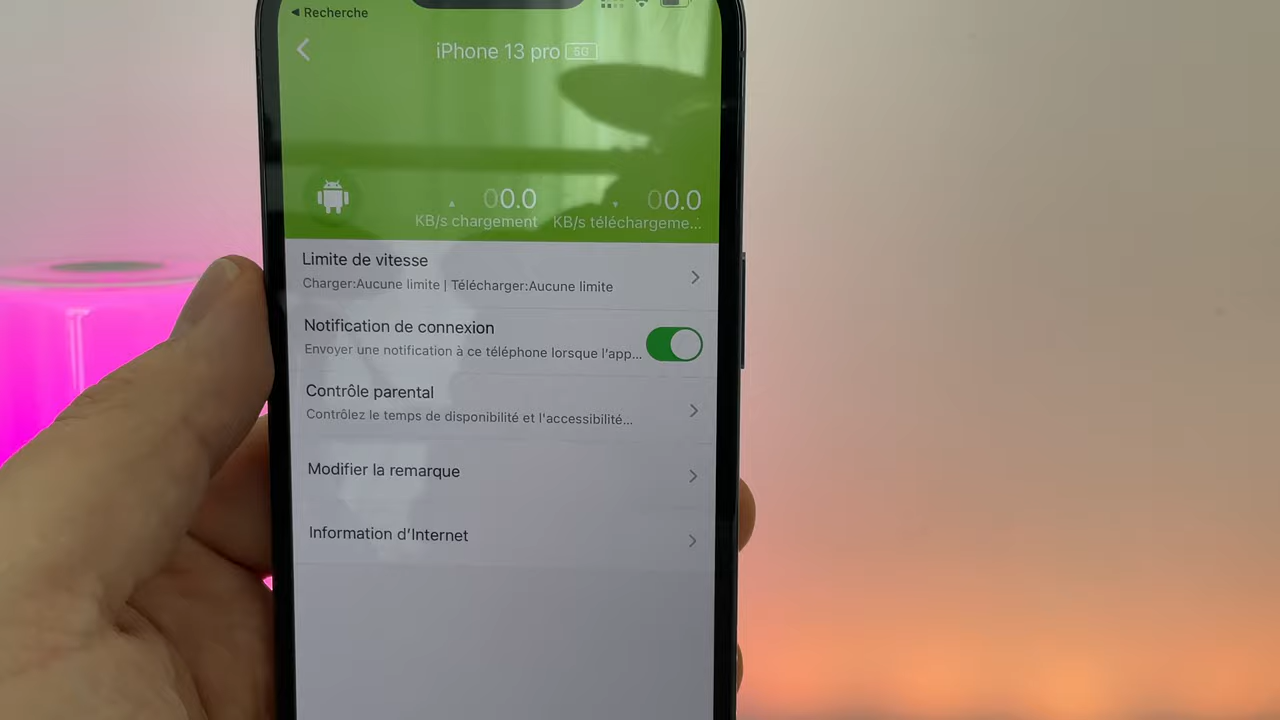 ◀ Recherche
iPhone 13 pro 5G
00.0
00.0
KB/s chargement
KB/s téléchargeme...
Limite de vitesse
Charger:Aucune limite | Télécharger:Aucune limite
Notification de connexion
Envoyer une notification à ce téléphone lorsque l'app...
Contrôle parental
Contrôlez le temps de disponibilité et l'accessibilité...
Modifier la remarque
Information d'Internet